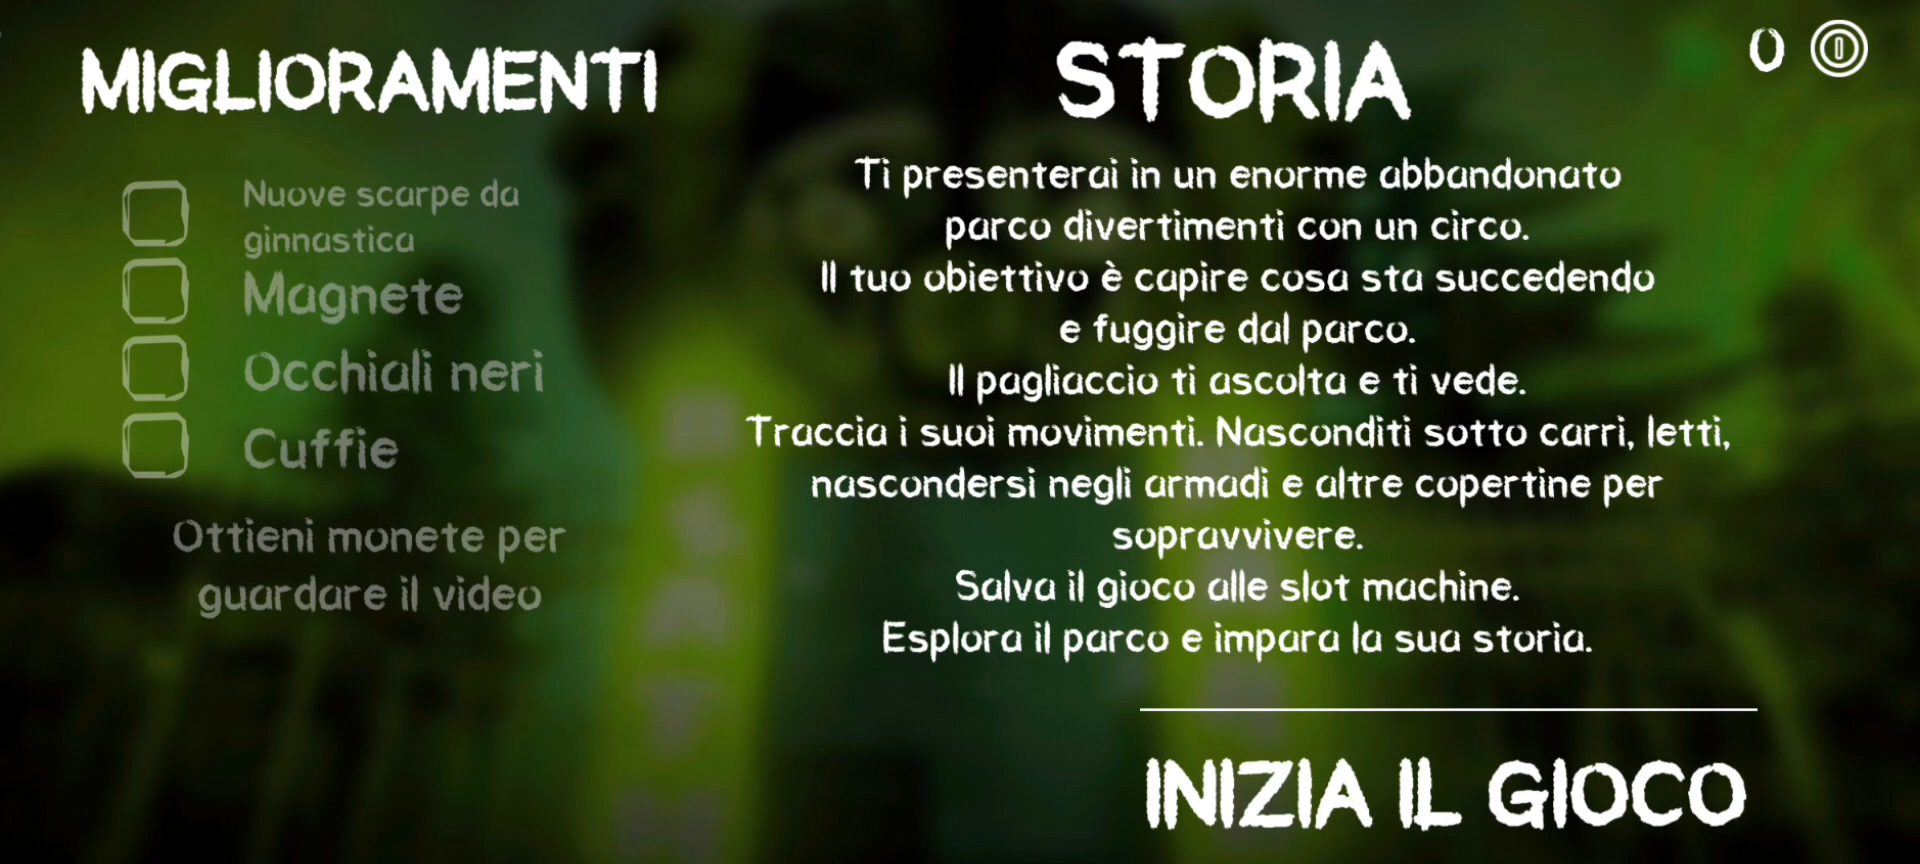 MIGLIORAMENTI
Nuove scarpe da
ginnastica
Magnete
Occhiali neri
Cuffie
Ottieni monete per
guardare il video
STORIA
0
Ti presenterai in un enorme abbandonato
parco divertimenti con un circo.
Il tuo obiettivo è capire cosa sta succedendo
e fuggire dal parco.
Il pagliaccio ti ascolta e ti vede.
Traccia i suoi movimenti. Nasconditi sotto carri, letti,
nascondersi negli armadi e altre copertine per
sopravvivere.
Salva il gioco alle slot machine.
Esplora il parco e impara la sua storia.
INIZIA IL GIOCO